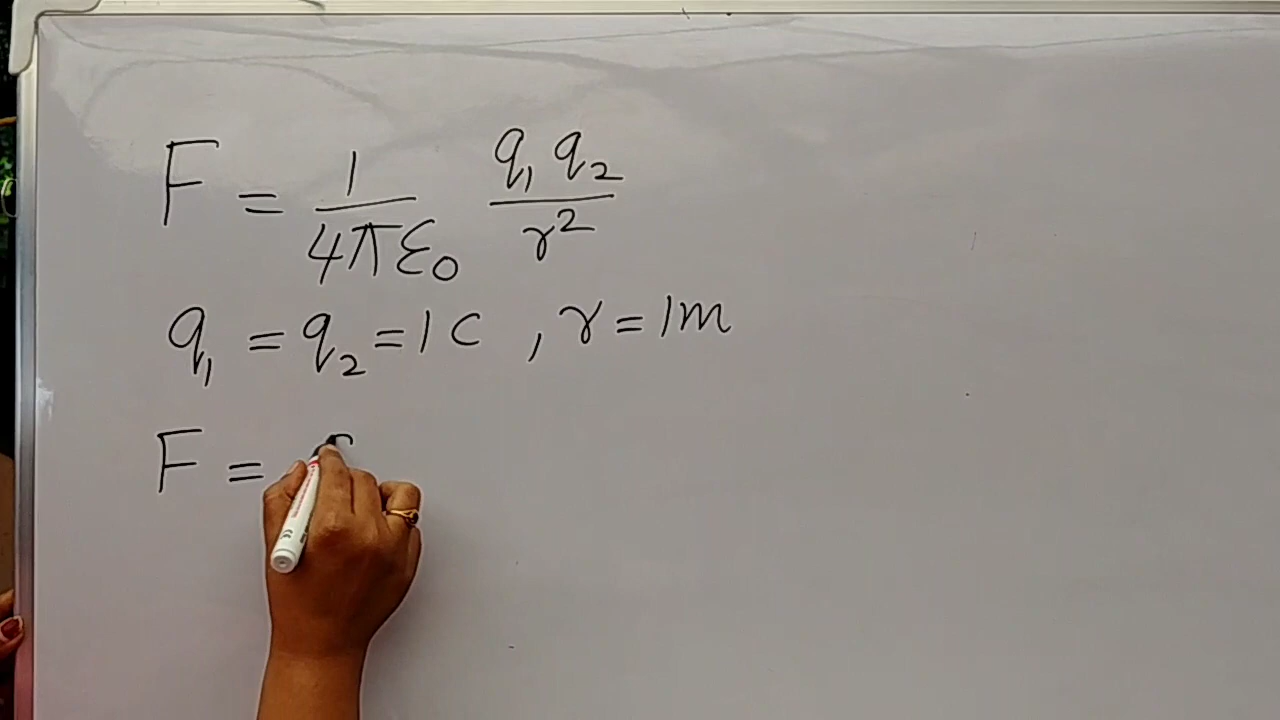 F = 1/4πε₀ q₁q₂/r²
q₁ = q₂ = 1C , r = 1m
F =